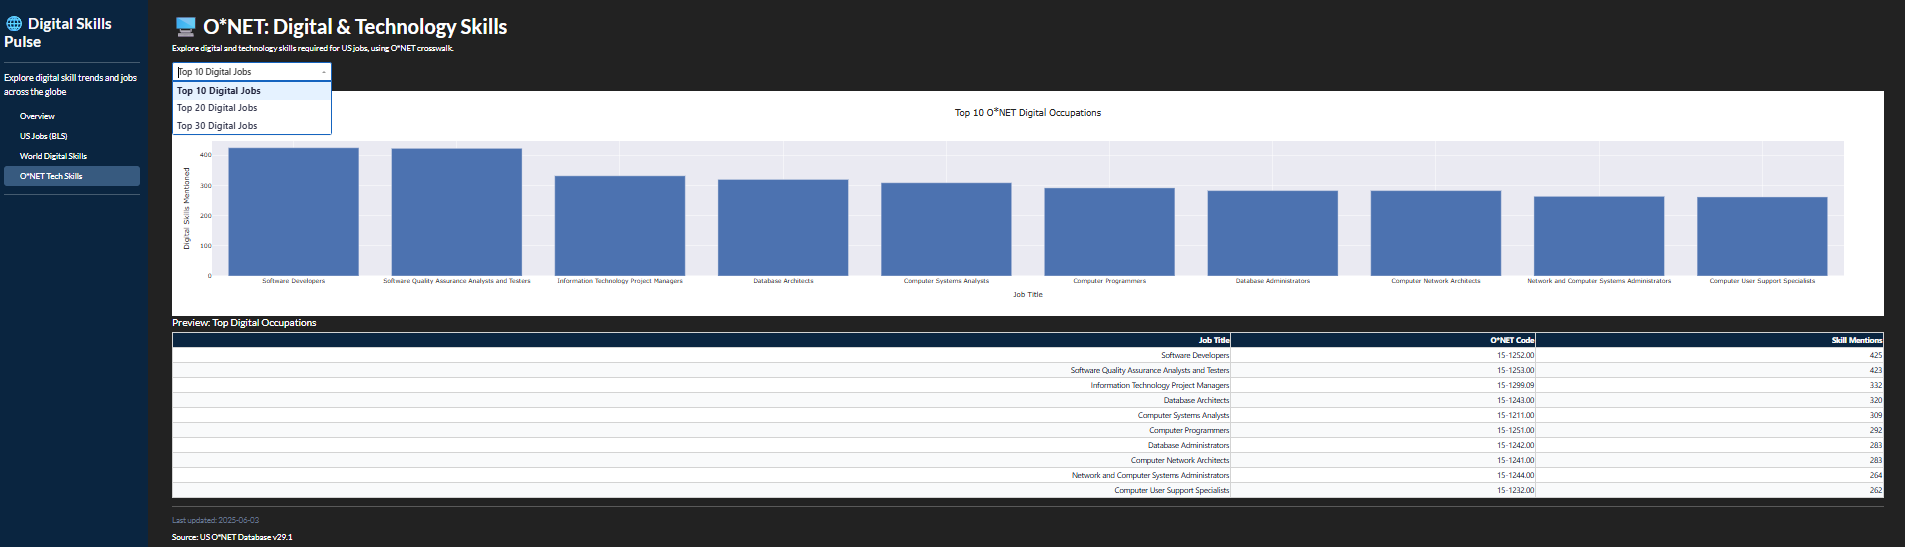 Digital Skills
Pulse
Explore digital skill trends and jobs
across the globe
Overview
US Jobs (BLS)
World Digital Skills
O*NET Tech Skills
O*NET: Digital & Technology Skills
Explore digital and technology skills required for US jobs, using O*NET crosswalk.
Top 10 Digital Jobs
Top 10 Digital Jobs
Top 20 Digital Jobs
Top 30 Digital Jobs
Top 10 O*NET Digital Occupations
Digital Skills Mentioned
400
300
200
100
0
Software Developers
Software Quality Assurance Analysts and Testers
Information Technology Project Managers
Database Architects
Computer Systems Analysts
Computer Programmers
Database Administrators
Computer Network Architects
Network and Computer Systems Administrators
Computer User Support Specialists
Job Title
Preview: Top Digital Occupations
Job Title O*NET Code Skill Mentions
Software Developers 15-1252.00 425
Software Quality Assurance Analysts and Testers 15-1253.00 423
Information Technology Project Managers 15-1299.09 332
Database Architects 15-1243.00 320
Computer Systems Analysts 15-1211.00 309
Computer Programmers 15-1251.00 292
Database Administrators 15-1242.00 283
Computer Network Architects 15-1241.00 283
Network and Computer Systems Administrators 15-1244.00 264
Computer User Support Specialists 15-1232.00 262
Last updated: 2025-06-03
Source: US O*NET Database v29.1